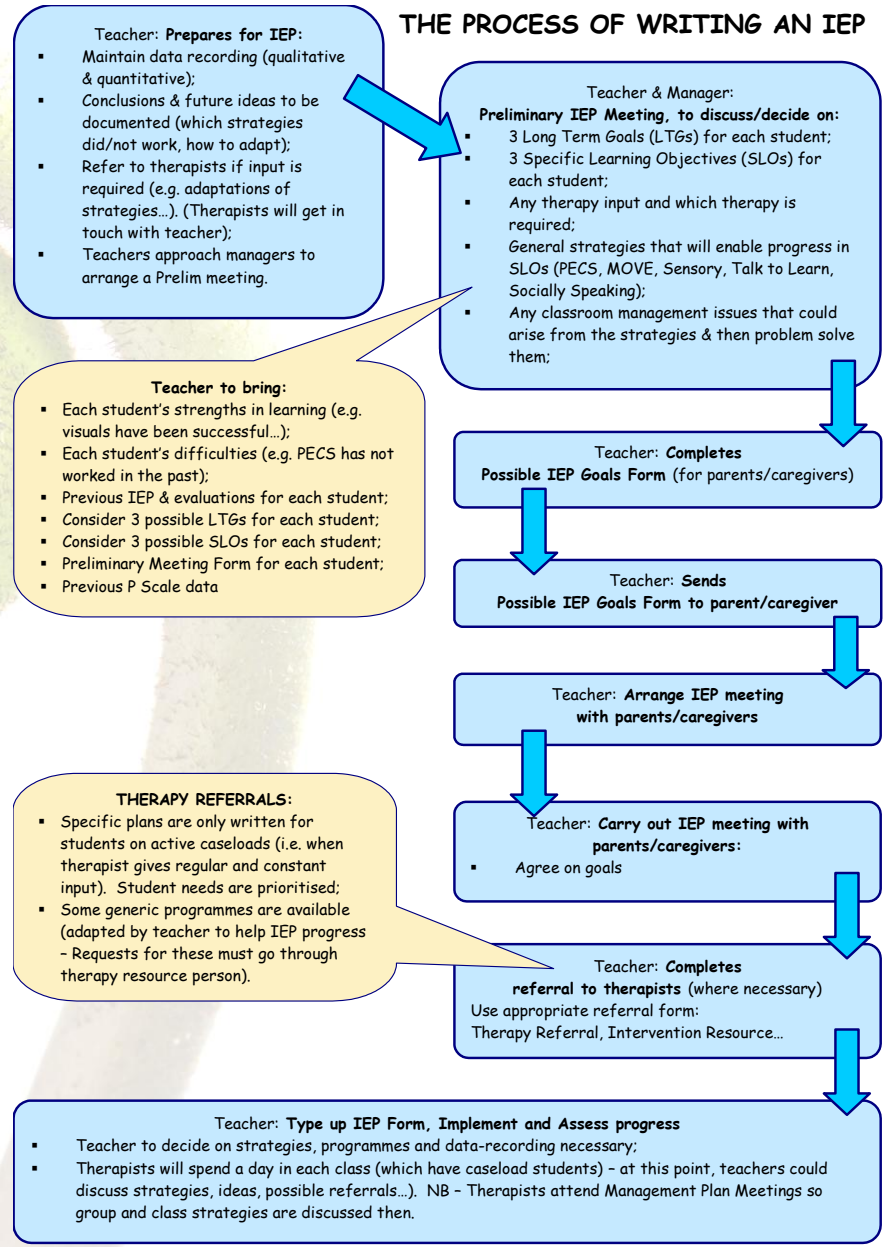 THE PROCESS OF WRITING AN IEP
Teacher: Prepares for IEP:
▪ Maintain data recording (qualitative
& quantitative);
▪ Conclusions & future ideas to be
documented (which strategies
did/not work, how to adapt);
▪ Refer to therapists if input is
required (e.g. adaptations of
strategies…). (Therapists will get in
touch with teacher);
▪ Teachers approach managers to
arrange a Prelim meeting.
Teacher & Manager:
Preliminary IEP Meeting, to discuss/decide on:
▪ 3 Long Term Goals (LTGs) for each student;
▪ 3 Specific Learning Objectives (SLOs) for
each student;
▪ Any therapy input and which therapy is
required;
▪ General strategies that will enable progress in
SLOs (PECS, MOVE, Sensory, Talk to Learn,
Socially Speaking);
▪ Any classroom management issues that could
arise from the strategies & then problem solve
them;
Teacher to bring:
▪ Each student's strengths in learning (e.g.
visuals have been successful…);
▪ Each student's difficulties (e.g. PECS has not
worked in the past);
▪ Previous IEP & evaluations for each student;
▪ Consider 3 possible LTGs for each student;
▪ Consider 3 possible SLOs for each student;
▪ Preliminary Meeting Form for each student;
▪ Previous P Scale data
Teacher: Completes
Possible IEP Goals Form (for parents/caregivers)
Teacher: Sends
Possible IEP Goals Form to parent/caregiver
Teacher: Arrange IEP meeting
with parents/caregivers
Teacher: Carry out IEP meeting with
parents/caregivers:
▪ Agree on goals
THERAPY REFERRALS:
▪ Specific plans are only written for
students on active caseloads (i.e. when
therapist gives regular and constant
input). Student needs are prioritised;
▪ Some generic programmes are available
(adapted by teacher to help IEP progress
– Requests for these must go through
therapy resource person).
Teacher: Completes
referral to therapists (where necessary)
Use appropriate referral form:
Therapy Referral, Intervention Resource…
Teacher: Type up IEP Form, Implement and Assess progress
▪ Teacher to decide on strategies, programmes and data-recording necessary;
▪ Therapists will spend a day in each class (which have caseload students) – at this point, teachers could
discuss strategies, ideas, possible referrals…). NB – Therapists attend Management Plan Meetings so
group and class strategies are discussed then.